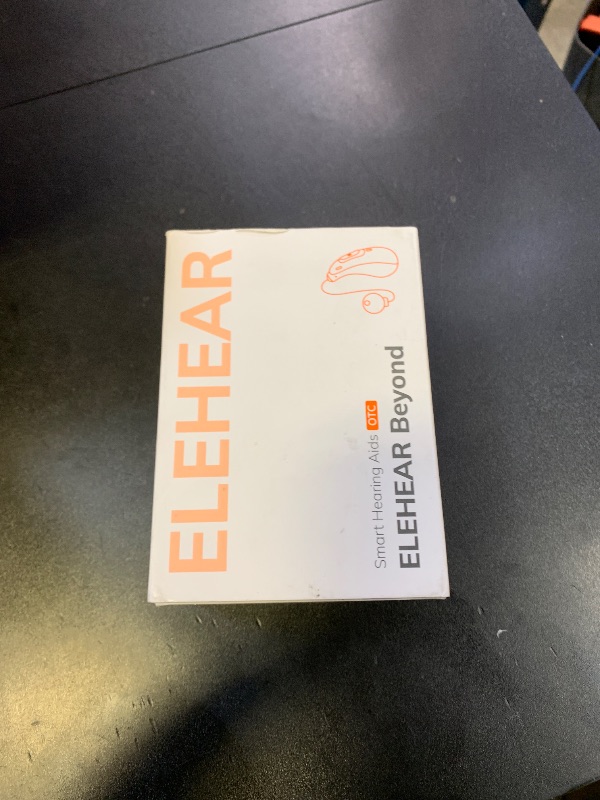 ELEHEAR
Smart Hearing Aids OTC
ELEHEAR Beyond